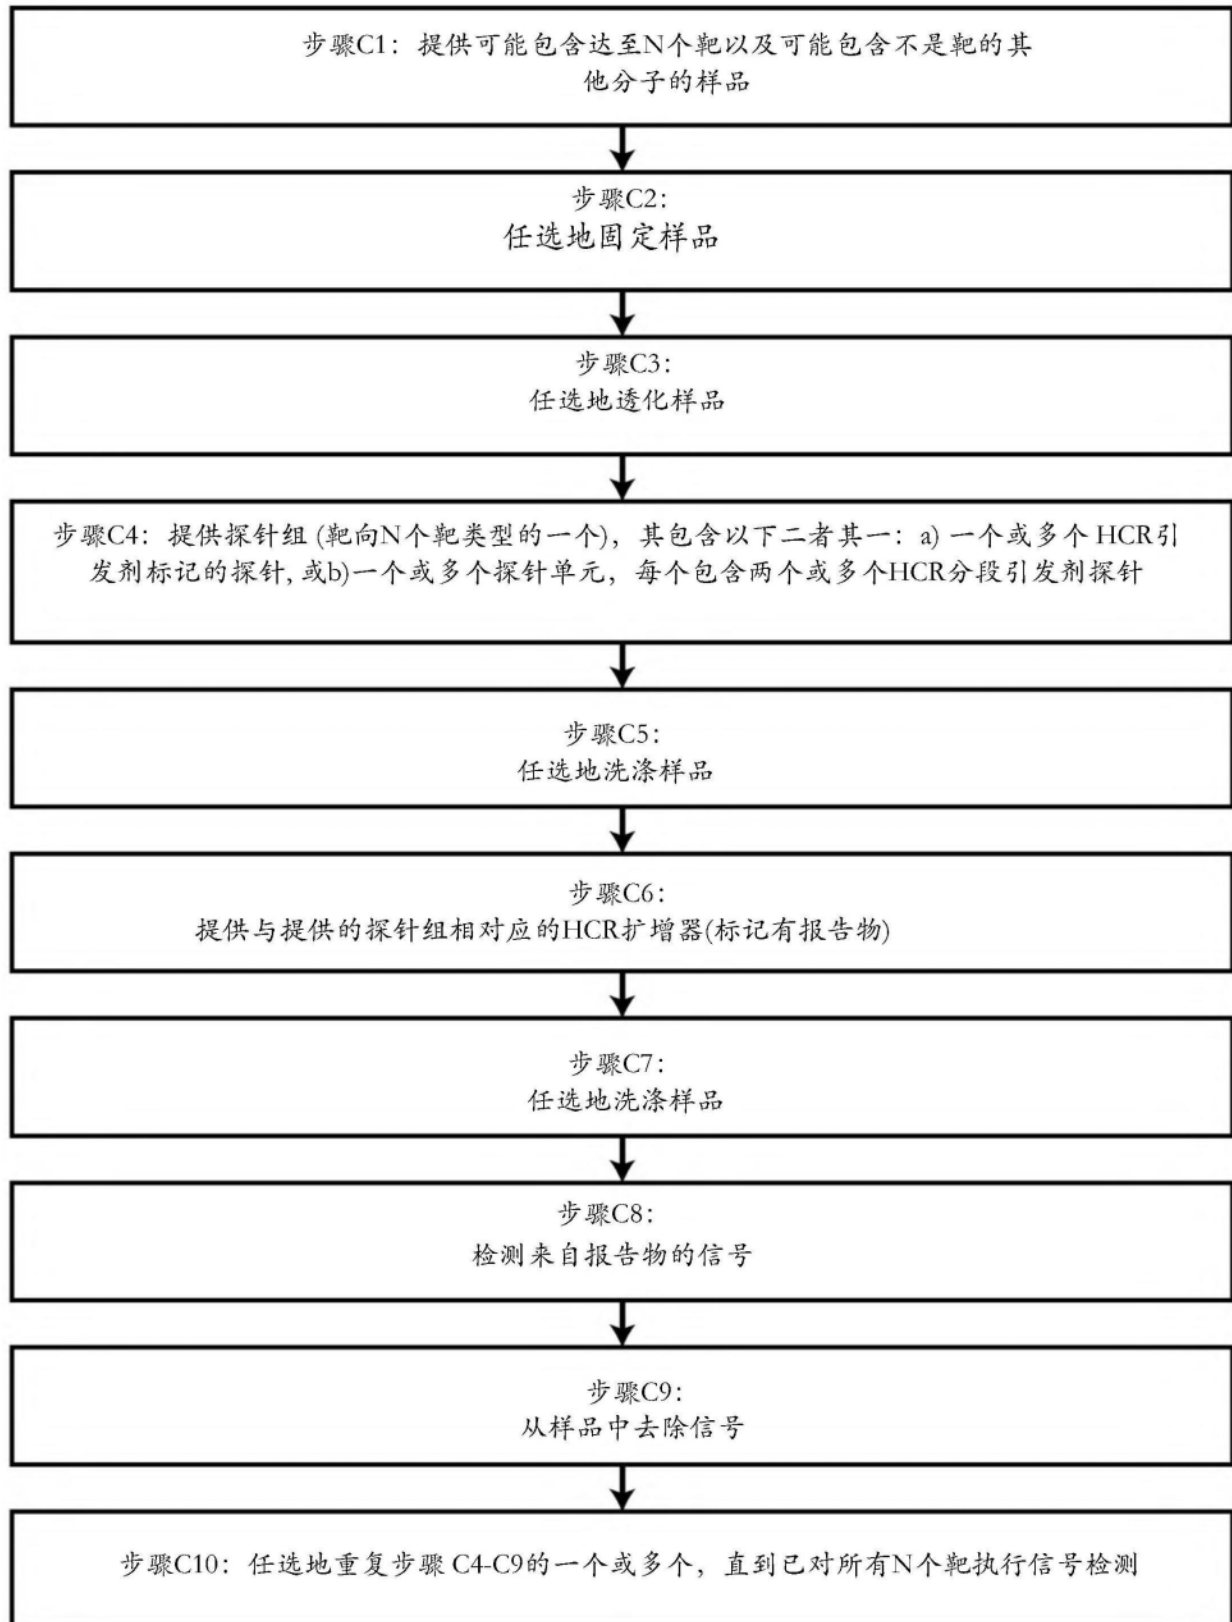 步骤C1：提供可能包含达至N个靶以及可能包含不是靶的其
他分子的样品
步骤C2：
任选地固定样品
步骤C3：
任选地透化样品
步骤C4：提供探针组 (靶向N个靶类型的一个)，其包含以下二者其一：a) 一个或多个 HCR引
发剂标记的探针, 或b)一个或多个探针单元，每个包含两个或多个HCR分段引发剂探针
步骤C5：
任选地洗涤样品
步骤C6：
提供与提供的探针组相对应的HCR扩增器(标记有报告物)
步骤C7：
任选地洗涤样品
步骤C8：
检测来自报告物的信号
步骤C9：
从样品中去除信号
步骤C10：任选地重复步骤 C4-C9的一个或多个，直到已对所有N个靶执行信号检测